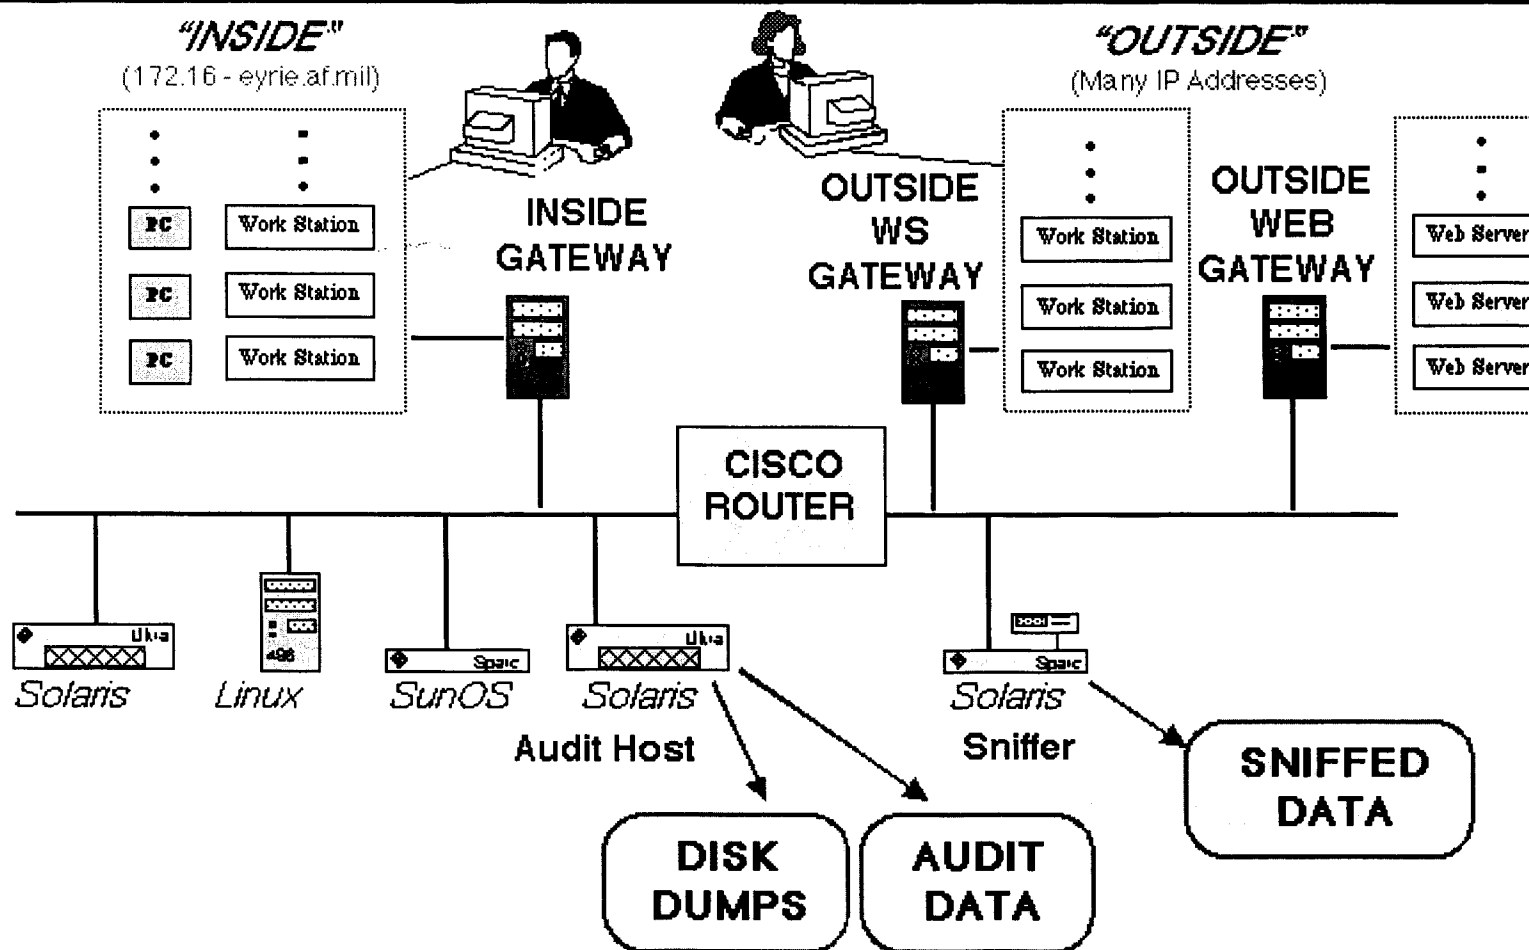 "INSIDE"
(172.16 - eyrie.af.mil)
"OUTSIDE"
(Many IP Addresses)
PC
Work Station
PC
Work Station
PC
Work Station
INSIDE
GATEWAY
OUTSIDE
WS
GATEWAY
Work Station
Work Station
Work Station
OUTSIDE
WEB
GATEWAY
Web Server
Web Server
Web Server
CISCO
ROUTER
Ultra
Solaris
486
Linux
Sparc
SunOS
Ultra
Solaris
Audit Host
Sparc
Solaris
Sniffer
DISK
DUMPS
AUDIT
DATA
SNIFFED
DATA